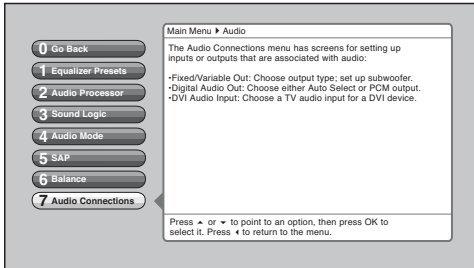 0 Go Back
1 Equalizer Presets
2 Audio Processor
3 Sound Logic
4 Audio Mode
5 SAP
6 Balance
7 Audio Connections
Main Menu ▶ Audio
The Audio Connections menu has screens for setting up
inputs or outputs that are associated with audio:
•Fixed/Variable Out: Choose output type; set up subwoofer.
•Digital Audio Out: Choose either Auto Select or PCM output.
•DVI Audio Input: Choose a TV audio input for a DVI device.
Press ▲ or ▼ to point to an option, then press OK to
select it. Press ◀ to return to the menu.